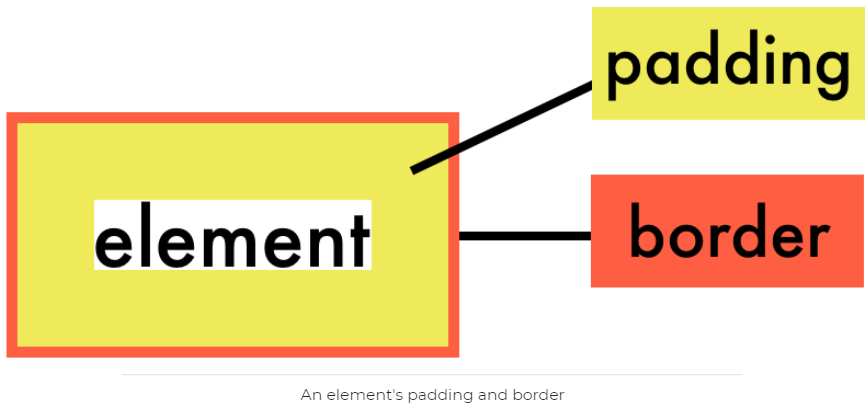 padding
element
border
An element's padding and border